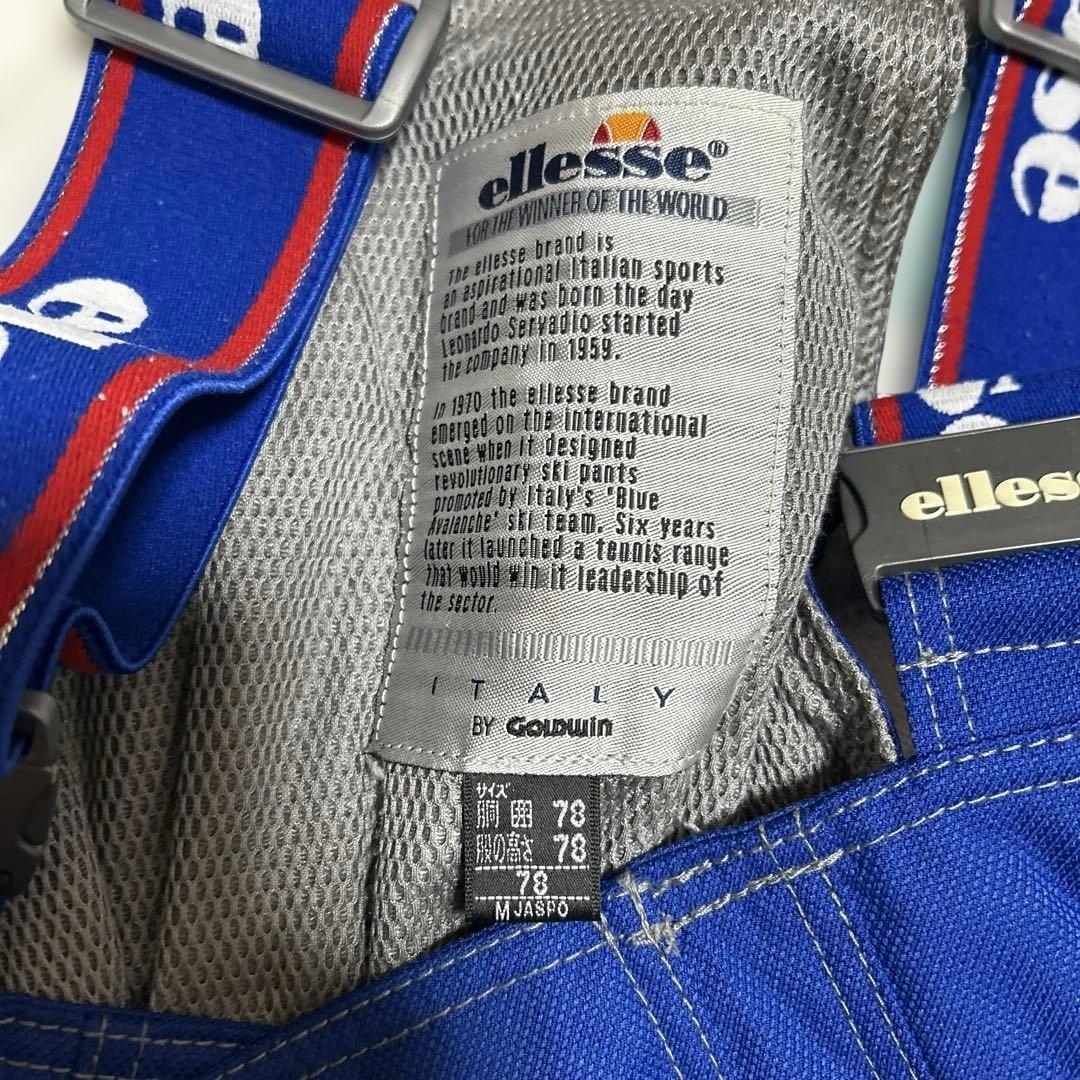 ellesse®
FOR THE WINNER OF THE WORLD
The ellesse brand is
an aspirational Italian sports
brand and was born the day
Leonardo Servadio started
the company in 1959.
In 1970 the ellesse brand
emerged on the international
scene when it designed
revolutionary ski pants
promoted by Italy's "Blue
Avalanche" ski team. Six years
later it launched a tennis range
that would win it leadership of
the sector.
ITALY
BY GOLDWIN
サイズ
胴囲 78
股の高さ 78
78
M JASPO
elles